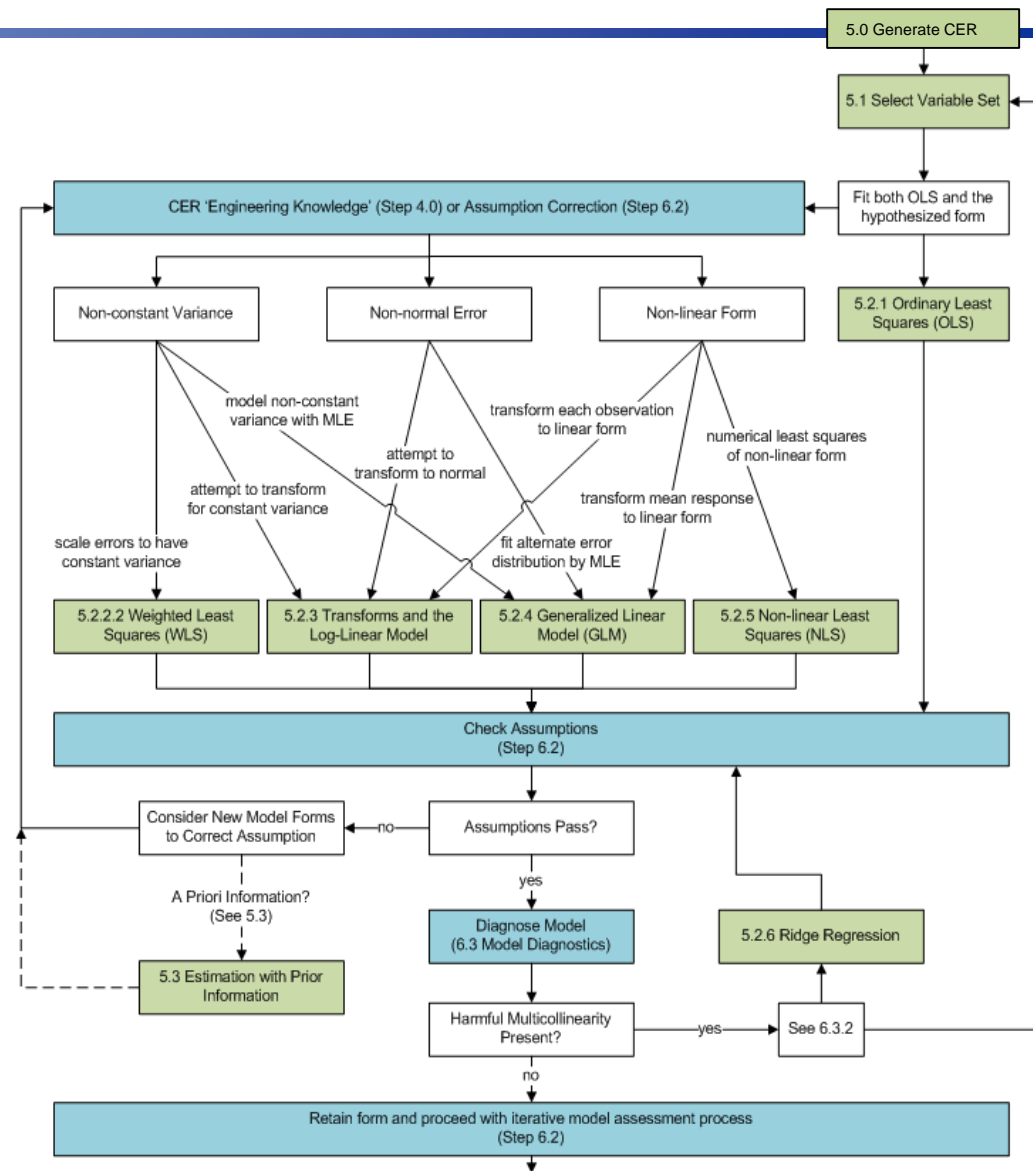 5.0 Generate CER
5.1 Select Variable Set
CER 'Engineering Knowledge' (Step 4.0) or Assumption Correction (Step 6.2)
Fit both OLS and the
hypothesized form
Non-constant Variance
Non-normal Error
Non-linear Form
5.2.1 Ordinary Least
Squares (OLS)
model non-constant
variance with MLE
transform each observation
to linear form
numerical least squares
of non-linear form
attempt to
transform to normal
attempt to transform
for constant variance
transform mean response
to linear form
scale errors to have
constant variance
fit alternate error
distribution by MLE
5.2.2.2 Weighted Least
Squares (WLS)
5.2.3 Transforms and the
Log-Linear Model
5.2.4 Generalized Linear
Model (GLM)
5.2.5 Non-linear Least
Squares (NLS)
Check Assumptions
(Step 6.2)
Consider New Model Forms
to Correct Assumption
no
Assumptions Pass?
yes
A Priori Information?
(See 5.3)
Diagnose Model
(6.3 Model Diagnostics)
5.2.6 Ridge Regression
5.3 Estimation with Prior
Information
Harmful Multicollinearity
Present?
yes
See 6.3.2
no
Retain form and proceed with iterative model assessment process
(Step 6.2)